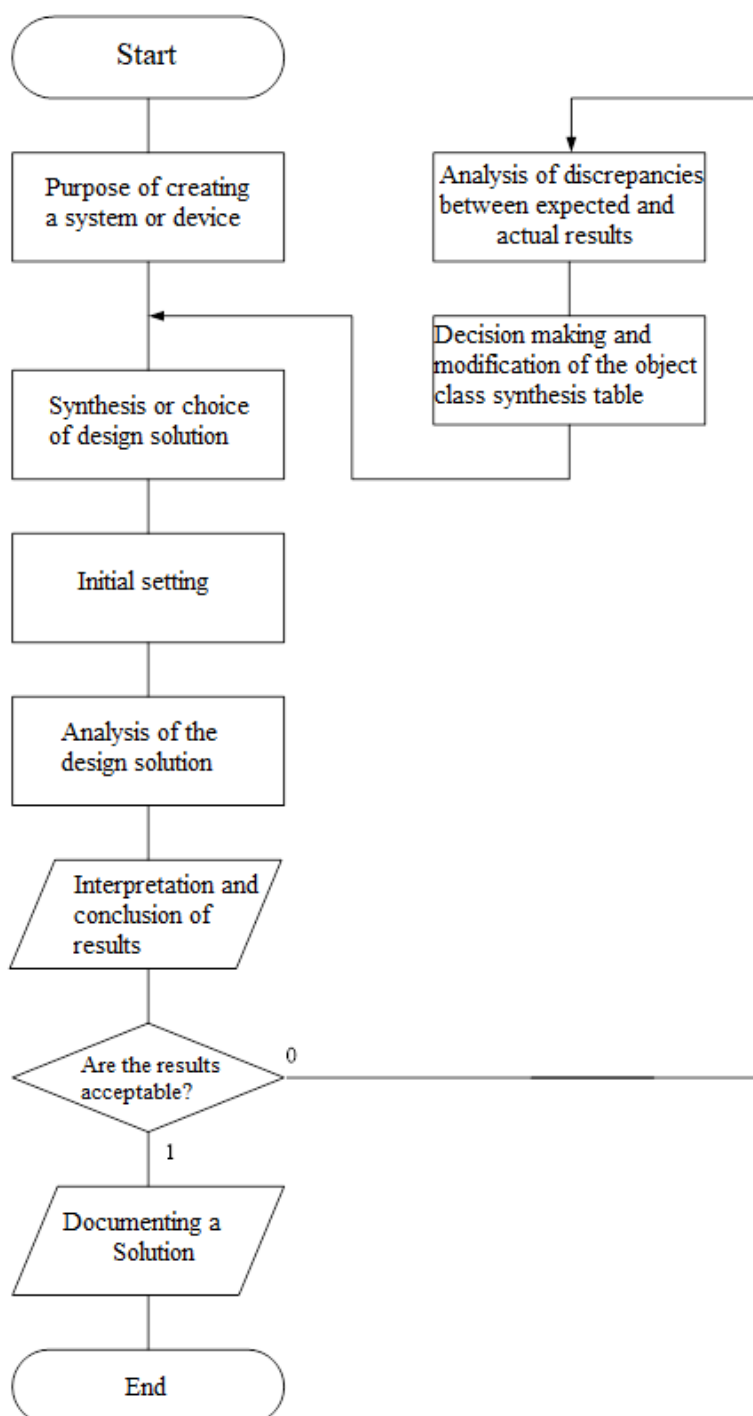 Start
Purpose of creating
a system or device
Synthesis or choice
of design solution
Initial setting
Analysis of the
design solution
Interpretation and
conclusion of
results
Are the results
acceptable?
0
1
Documenting a
Solution
End
Analysis of discrepancies
between expected and
actual results
Decision making and
modification of the object
class synthesis table